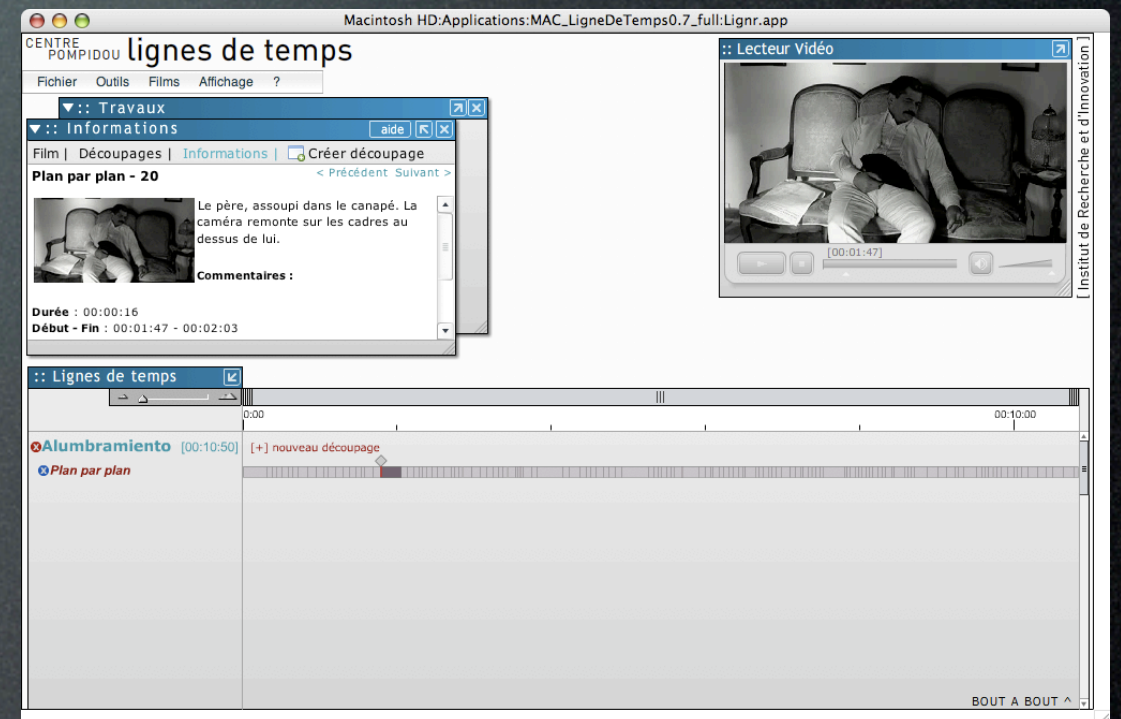 Macintosh HD:Applications:MAC_LigneDeTemps0.7_full:Lignr.app
CENTRE POMPIDOU lignes de temps
Fichier Outils Films Affichage ?
:: Travaux
:: Informations aide
Film | Découpages | Informations | Créer découpage
Plan par plan - 20 < Précédent Suivant >
Le père, assoupi dans le canapé. La
caméra remonte sur les cadres au
dessus de lui.
Commentaires :
Durée : 00:00:16
Début - Fin : 00:01:47 - 00:02:03
:: Lecteur Vidéo
[00:01:47]
[ Institut de Recherche et d'Innovation ]
:: Lignes de temps
0:00 00:10:00
Alumbramiento [00:10:50] [+] nouveau découpage
Plan par plan
BOUT A BOUT ^